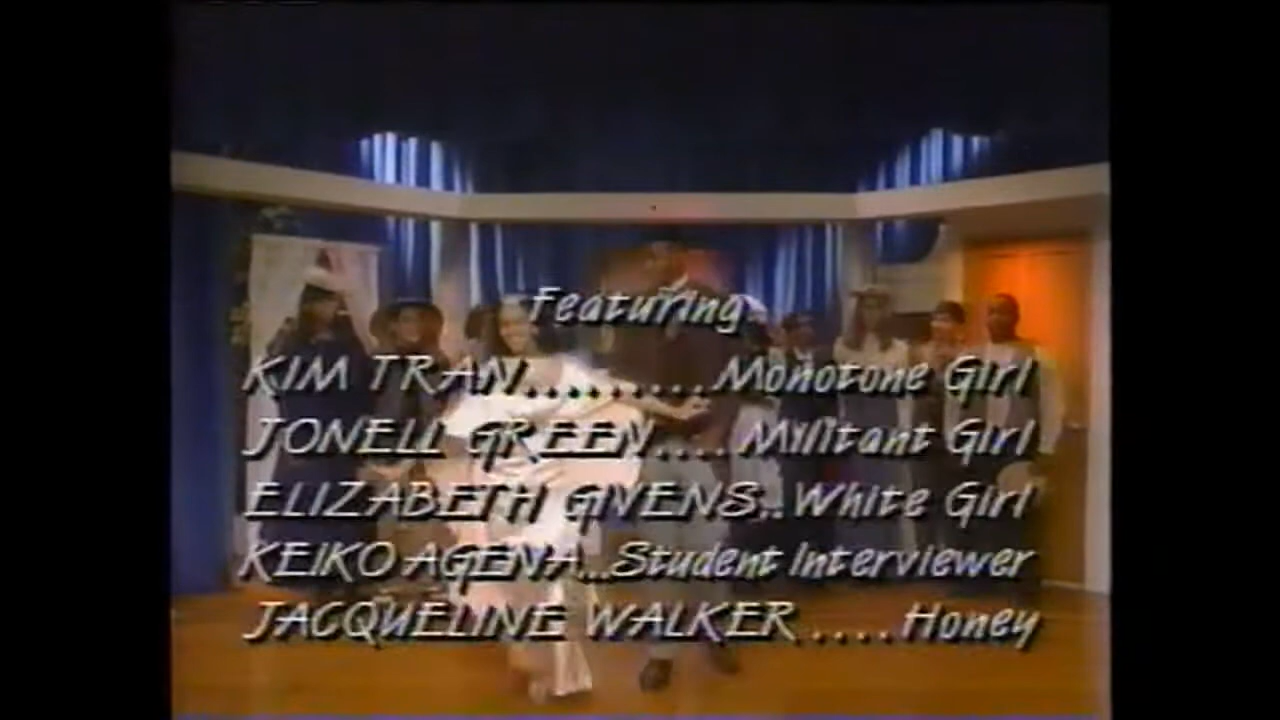 Featuring
KIM TRAN..........Monotone Girl
JONELL GREEN....Militant Girl
ELIZABETH GIVENS..White Girl
KEIKO AGENA...Student Interviewer
JACQUELINE WALKER....Honey